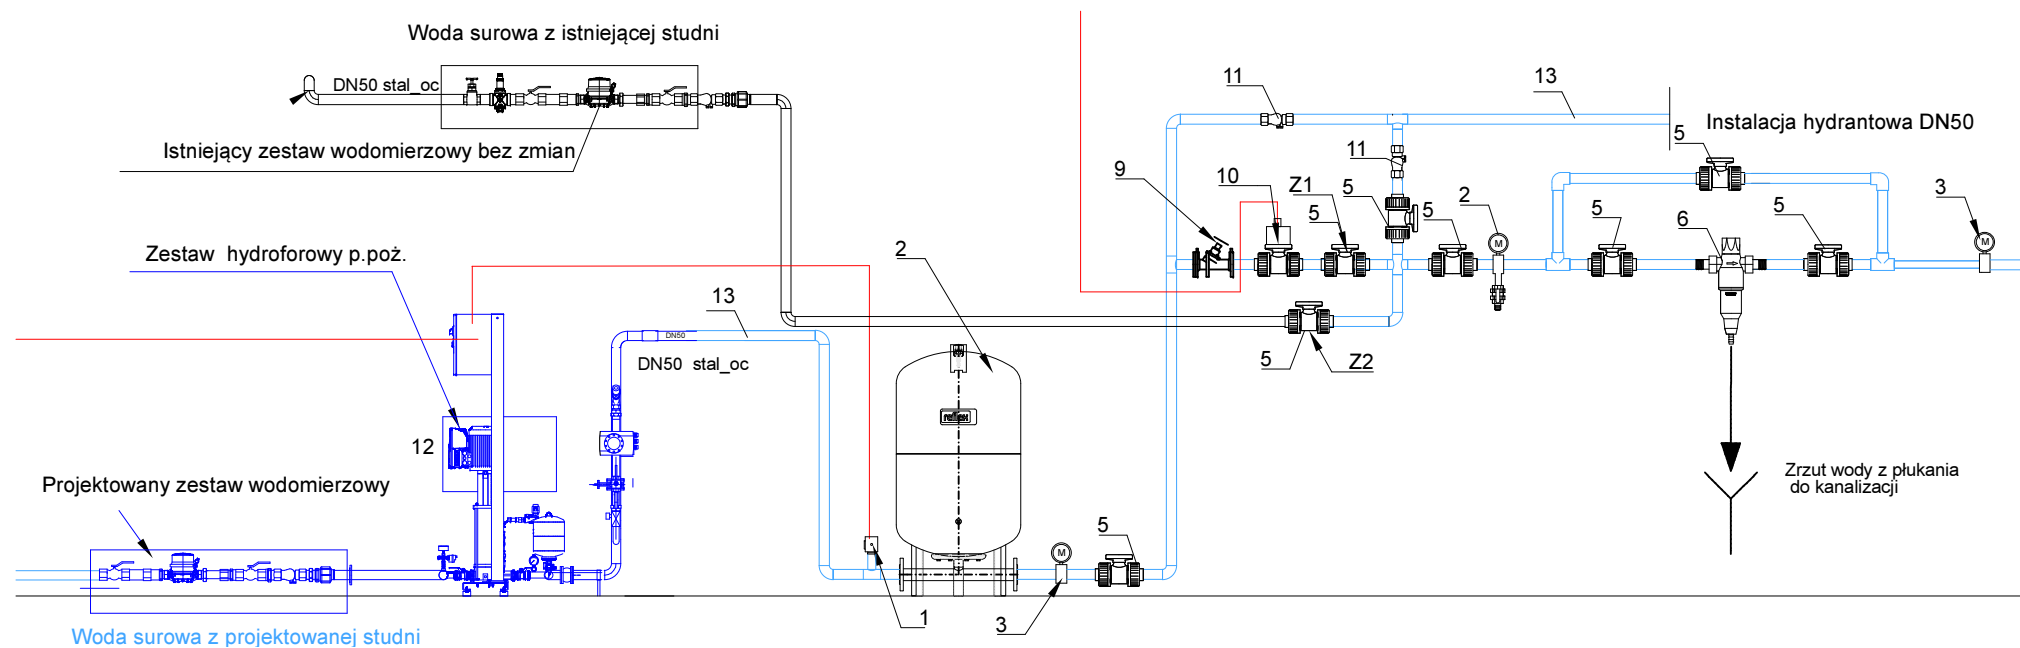 Woda surowa z istniejącej studni
DN50 stal_oc
Istniejący zestaw wodomierzowy bez zmian
11
13
Instalacja hydrantowa DN50
5
11
9
10
Z1
5
5
5
2
5
6
5
3
M
M
Zestaw hydroforowy p.poż.
2
13
DN50
DN50 stal_oc
5
Z2
reflex
12
Projektowany zestaw wodomierzowy
Zrzut wody z płukania
do kanalizacji
5
M
1
3
Woda surowa z projektowanej studni